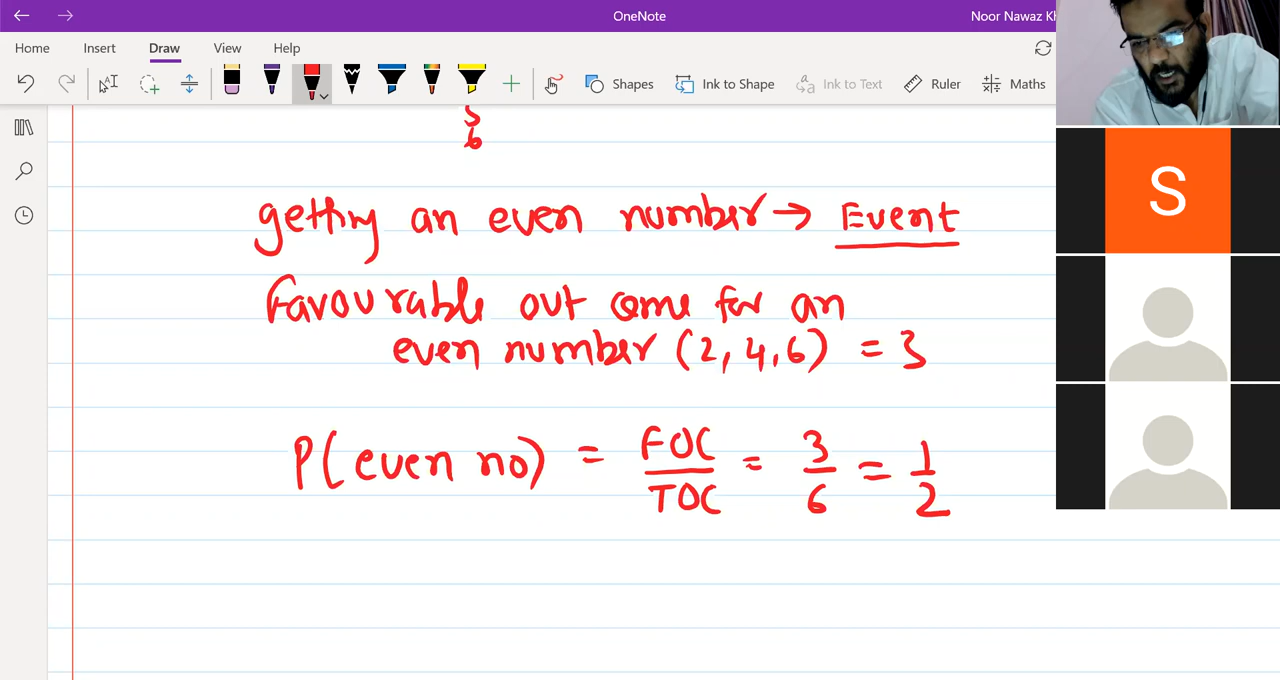 OneNote
Noor Nawaz Kh
Home Insert Draw View Help
Shapes Ink to Shape Ink to Text Ruler Maths
5
6
getting an even number → Event
Favourable out come for an
even number (2, 4, 6) = 3
P(even no) = FOC/TOC = 3/6 = 1/2
S